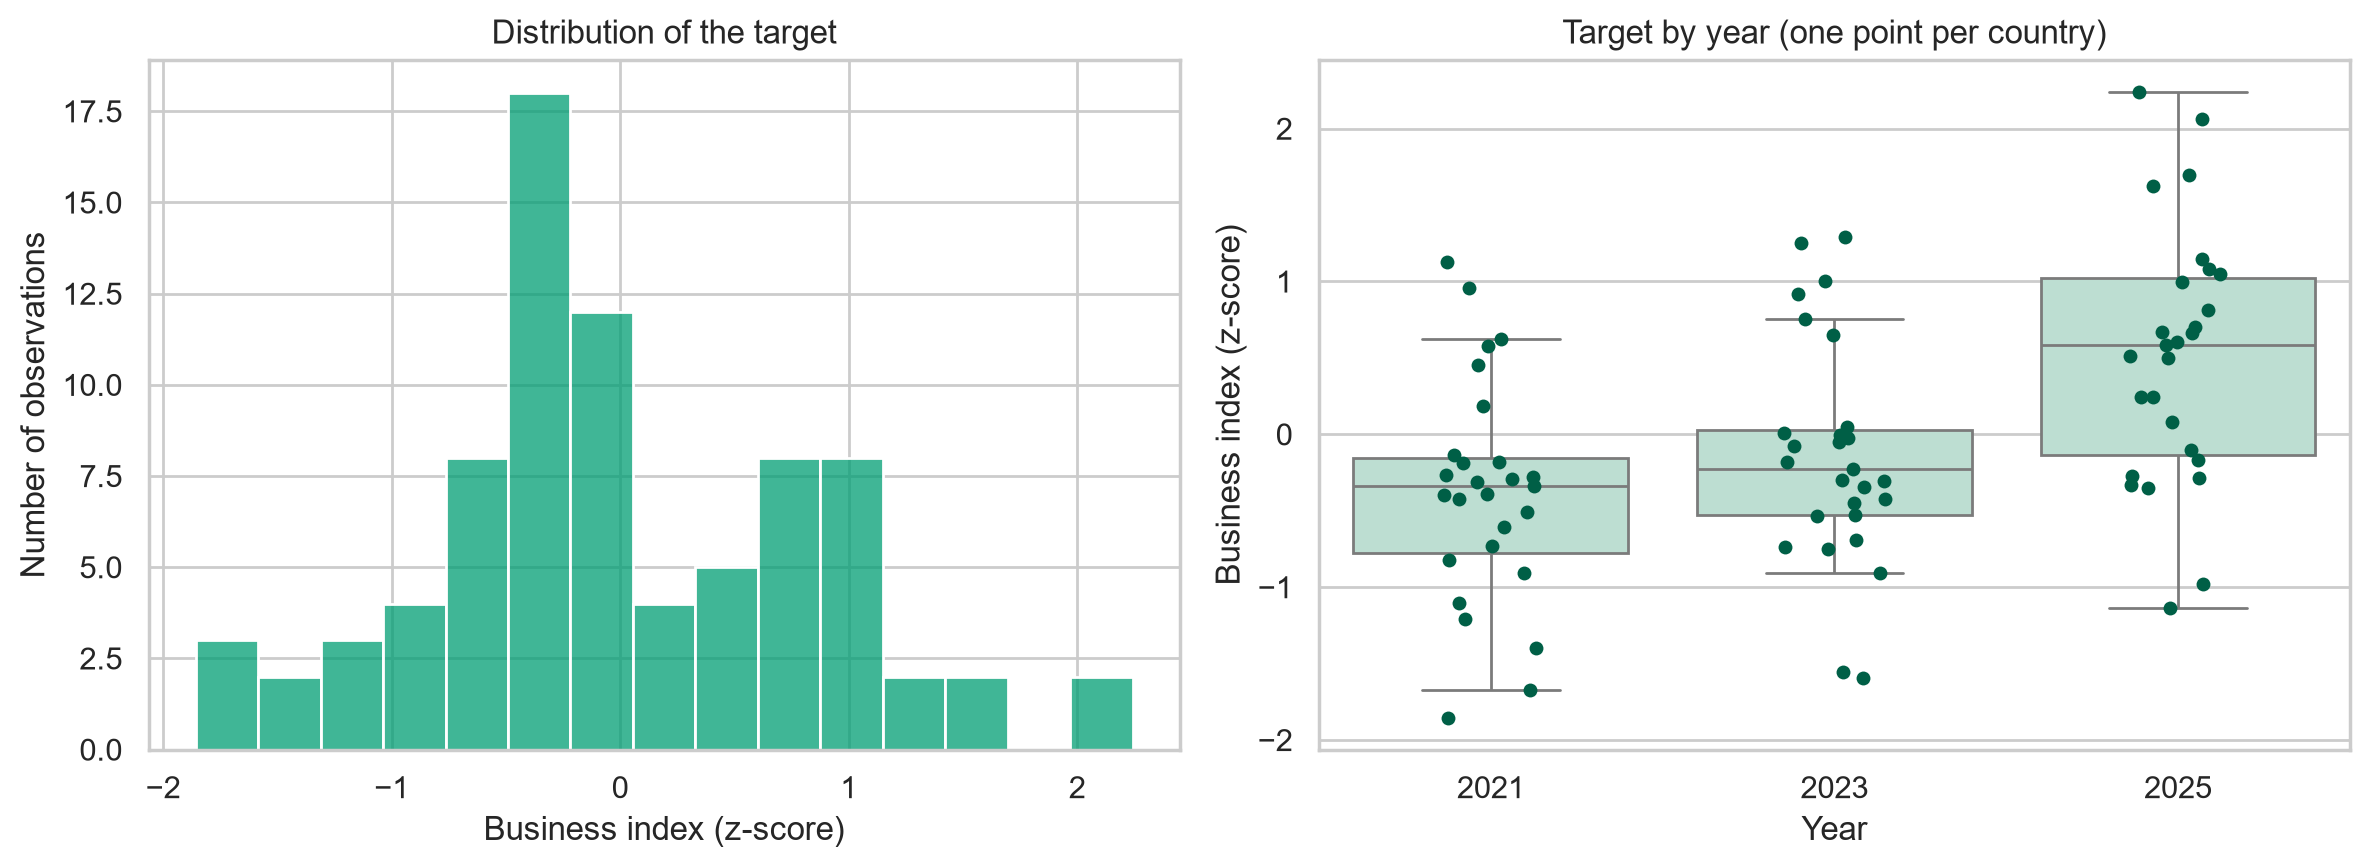 Distribution of the target
17.5
15.0
12.5
10.0
7.5
5.0
2.5
0.0
Number of observations
−2 −1 0 1 2
Business index (z-score)
Target by year (one point per country)
2
1
0
−1
−2
Business index (z-score)
2021 2023 2025
Year